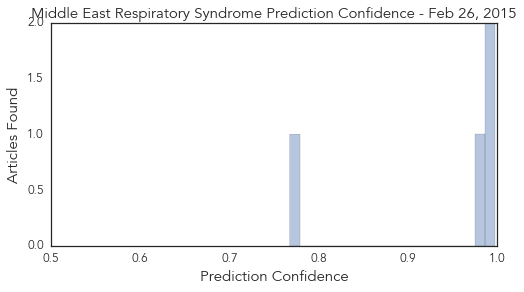 Middle East Respiratory Syndrome Prediction Confidence - Feb 26, 2015
2.0
1.5
1.0
0.5
0.0
Articles Found
0.5 0.6 0.7 0.8 0.9 1.0
Prediction Confidence